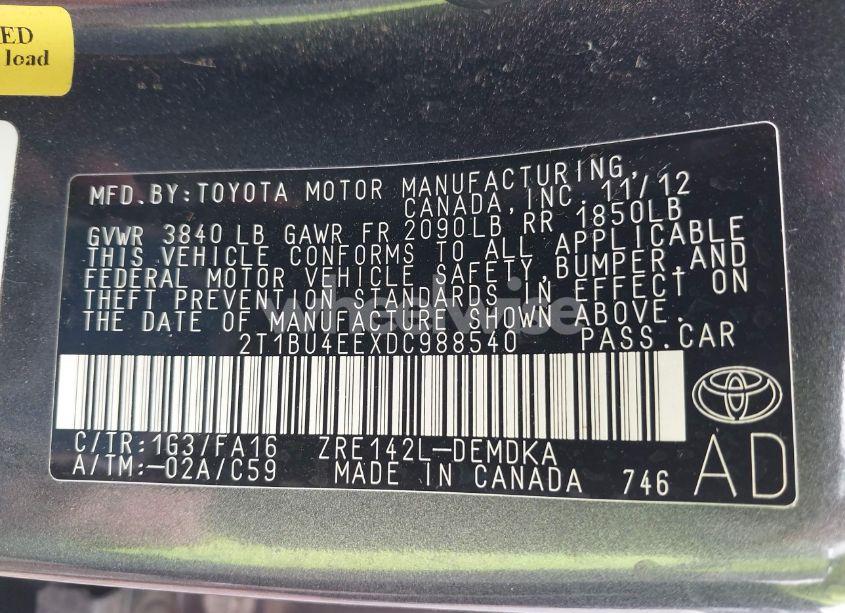 ED
load
MFD.BY:TOYOTA MOTOR MANUFACTURING,
CANADA,INC. 11/12
GVWR 3840 LB GAWR FR 2090LB RR 1850LB
THIS VEHICLE CONFORMS TO ALL APPLICABLE
FEDERAL MOTOR VEHICLE SAFETY,BUMPER,AND
THEFT PREVENTION STANDARDS IN EFFECT ON
THE DATE OF MANUFACTURE SHOWN ABOVE.
2T1BU4EEXDC988540 PASS.CAR
C/TR:1G3/FA16 ZRE142L-DEMDKA
A/TM:-02A/C59 MADE IN CANADA 746
AD
wheelwise